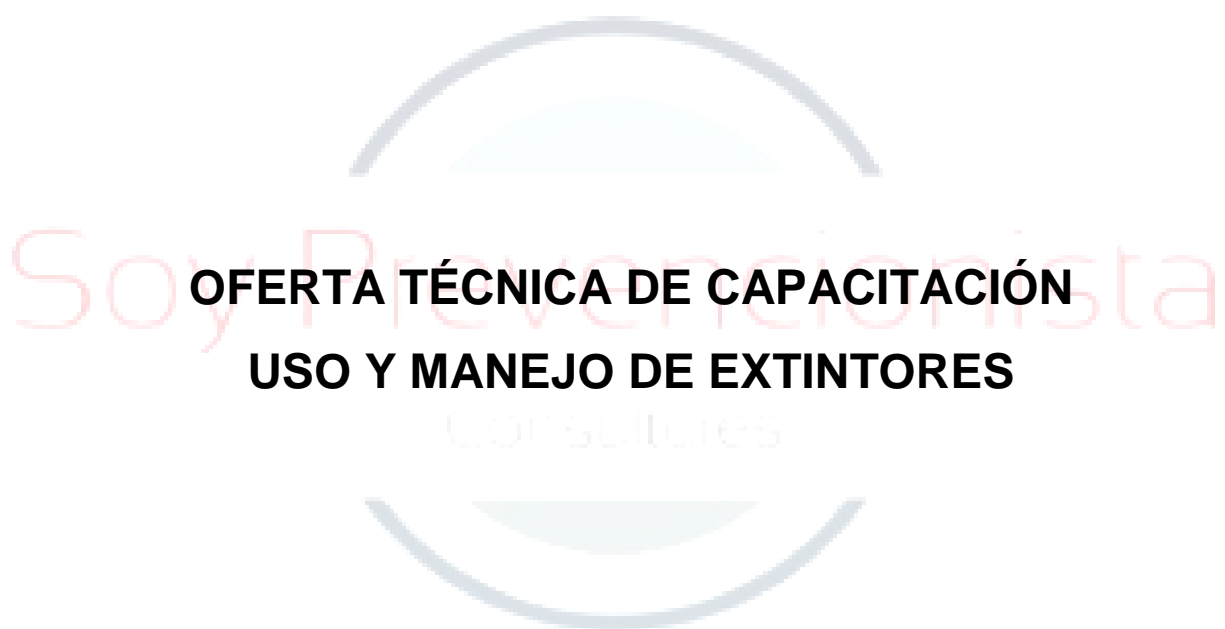 Soy Prevencionista
OFERTA TÉCNICA DE CAPACITACIÓN
USO Y MANEJO DE EXTINTORES
Consultores